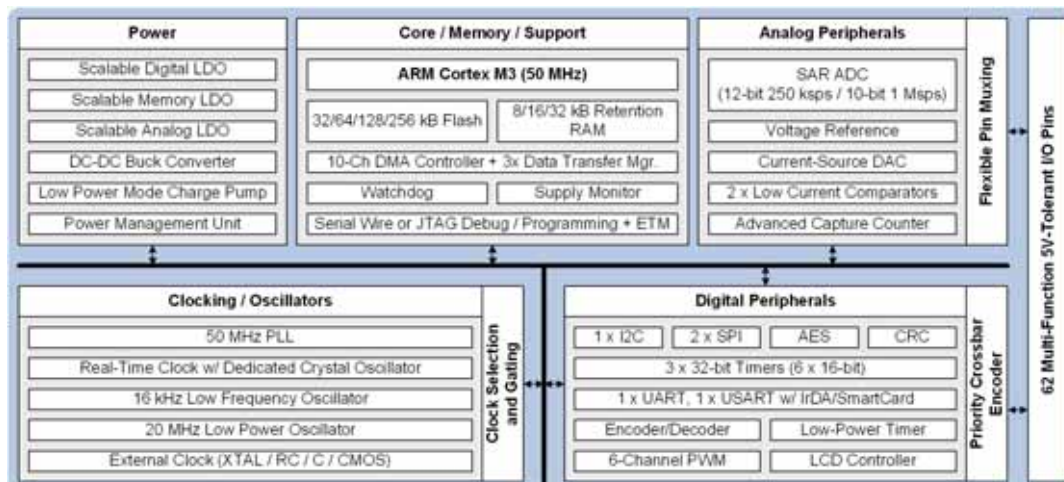 Power
Scalable Digital LDO
Scalable Memory LDO
Scalable Analog LDO
DC-DC Buck Converter
Low Power Mode Charge Pump
Power Management Unit
Core / Memory / Support
ARM Cortex M3 (50 MHz)
32/64/128/256 kB Flash
8/16/32 kB Retention
RAM
10-Ch DMA Controller + 3x Data Transfer Mgr.
Watchdog
Supply Monitor
Serial Wire or JTAG Debug / Programming + ETM
Analog Peripherals
SAR ADC
(12-bit 250 ksps / 10-bit 1 Msps)
Voltage Reference
Current-Source DAC
2 x Low Current Comparators
Advanced Capture Counter
Flexible Pin Muxing
62 Multi-Function 5V-Tolerant I/O Pins
Clocking / Oscillators
50 MHz PLL
Real-Time Clock w/ Dedicated Crystal Oscillator
16 kHz Low Frequency Oscillator
20 MHz Low Power Oscillator
External Clock (XTAL / RC / C / CMOS)
Clock Selection
and Gating
Digital Peripherals
1 x I2C
2 x SPI
AES
CRC
3 x 32-bit Timers (6 x 16-bit)
1 x UART, 1 x USART w/ IrDA/SmartCard
Encoder/Decoder
Low-Power Timer
6-Channel PWM
LCD Controller
Priority Crossbar
Encoder